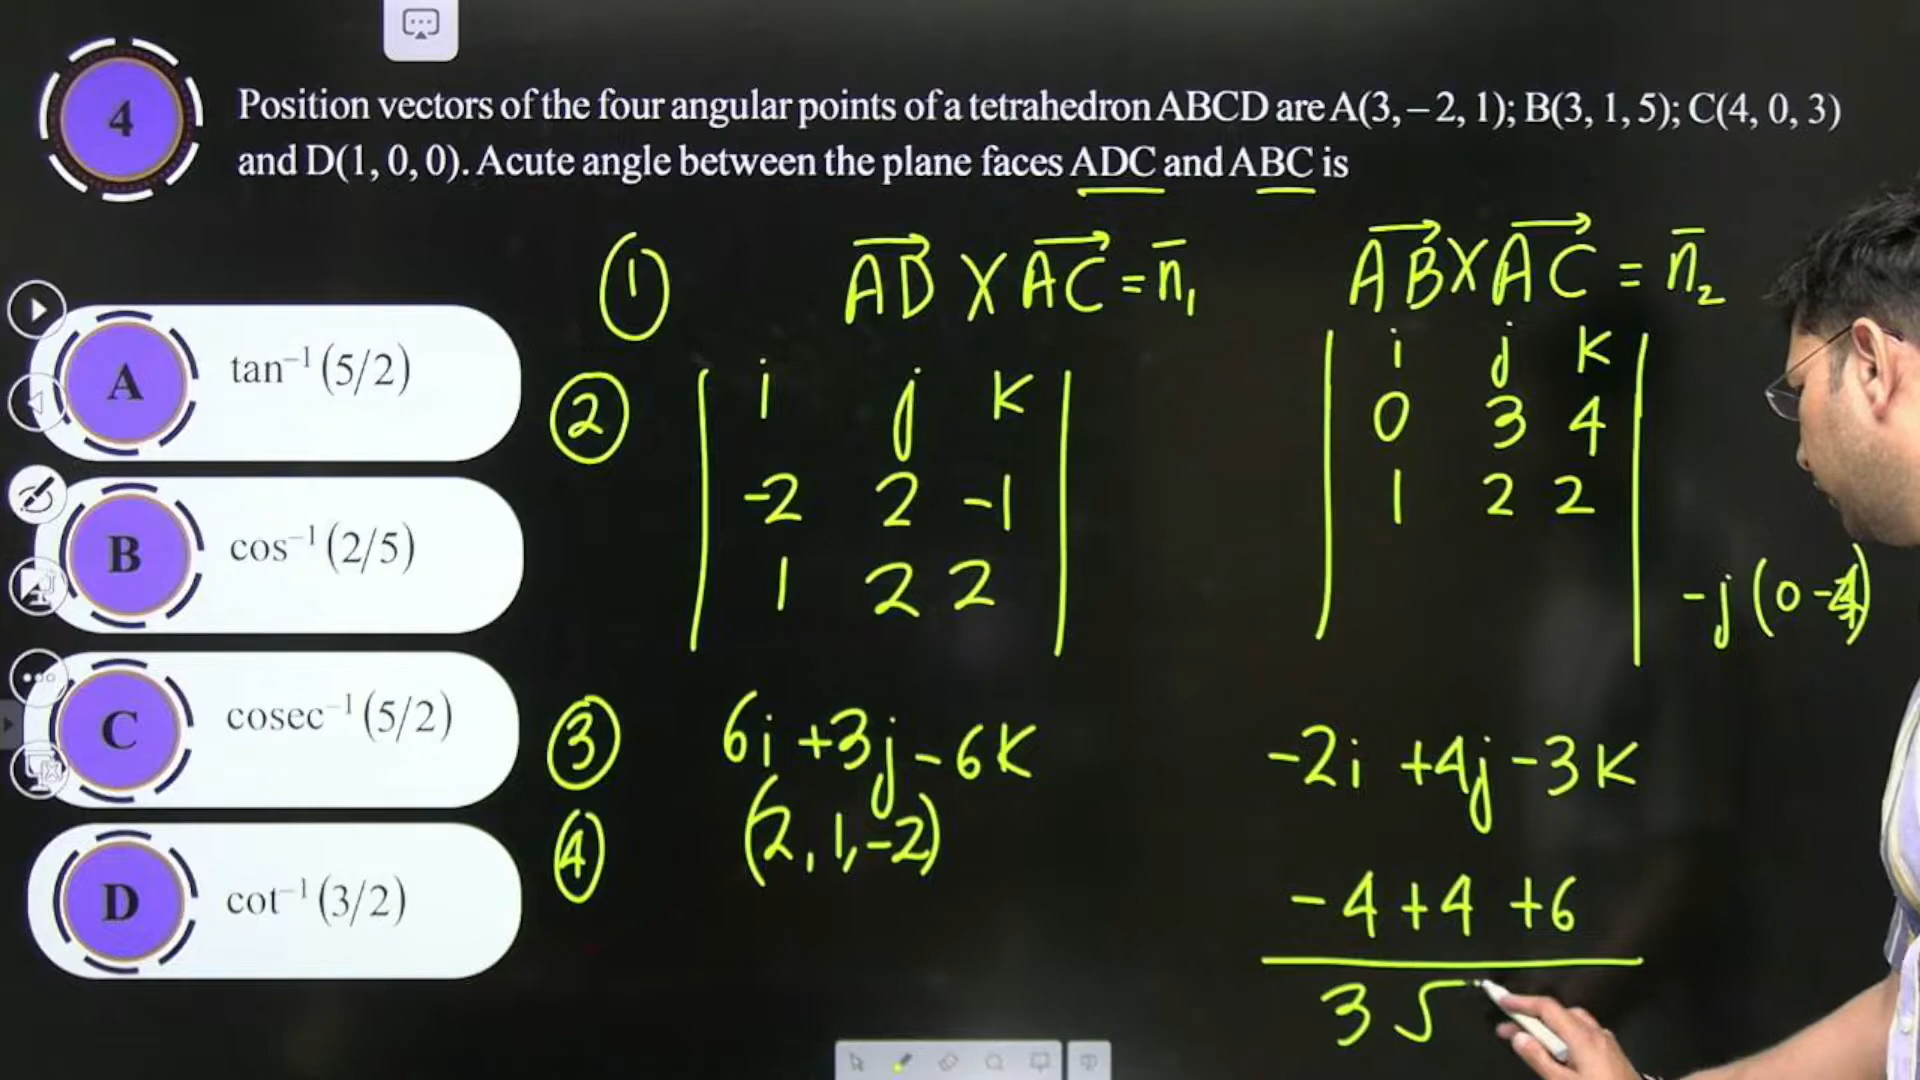 4
Position vectors of the four angular points of a tetrahedron ABCD are A(3, – 2, 1); B(3, 1, 5); C(4, 0, 3)
and D(1, 0, 0). Acute angle between the plane faces ADC and ABC is
A tan⁻¹ (5/2)
B cos⁻¹ (2/5)
C cosec⁻¹ (5/2)
D cot⁻¹ (3/2)
① AD X AC = n₁
② | i j K |
| -2 2 -1 |
| 1 2 2 |
③ 6i + 3j - 6K
④ (2, 1, -2)
AB X AC = n₂
| i j K |
| 0 3 4 |
| 1 2 2 |
-j (0 - 4)
-2i + 4j - 3K
- 4 + 4 + 6
3 √